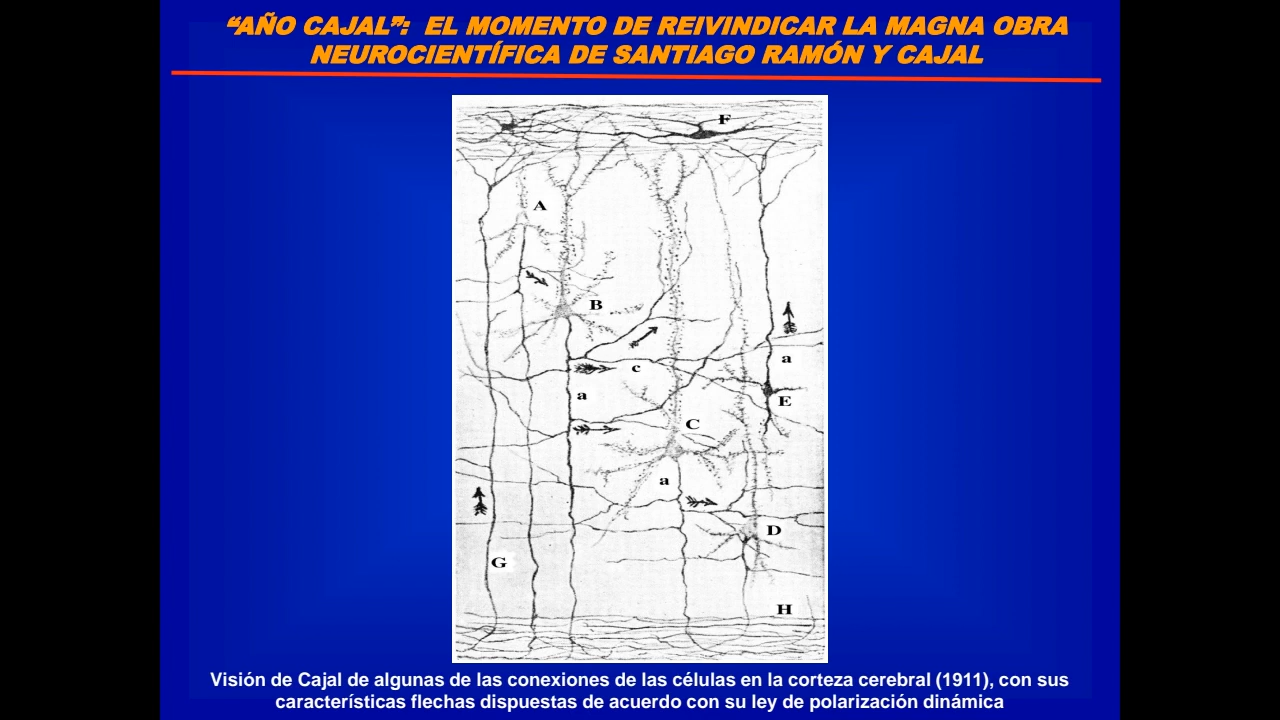 “AÑO CAJAL”: EL MOMENTO DE REIVINDICAR LA MAGNA OBRA
NEUROCIENTÍFICA DE SANTIAGO RAMÓN Y CAJAL
F
A
B
a
c
a
E
C
a
D
G
H
Visión de Cajal de algunas de las conexiones de las células en la corteza cerebral (1911), con sus
características flechas dispuestas de acuerdo con su ley de polarización dinámica